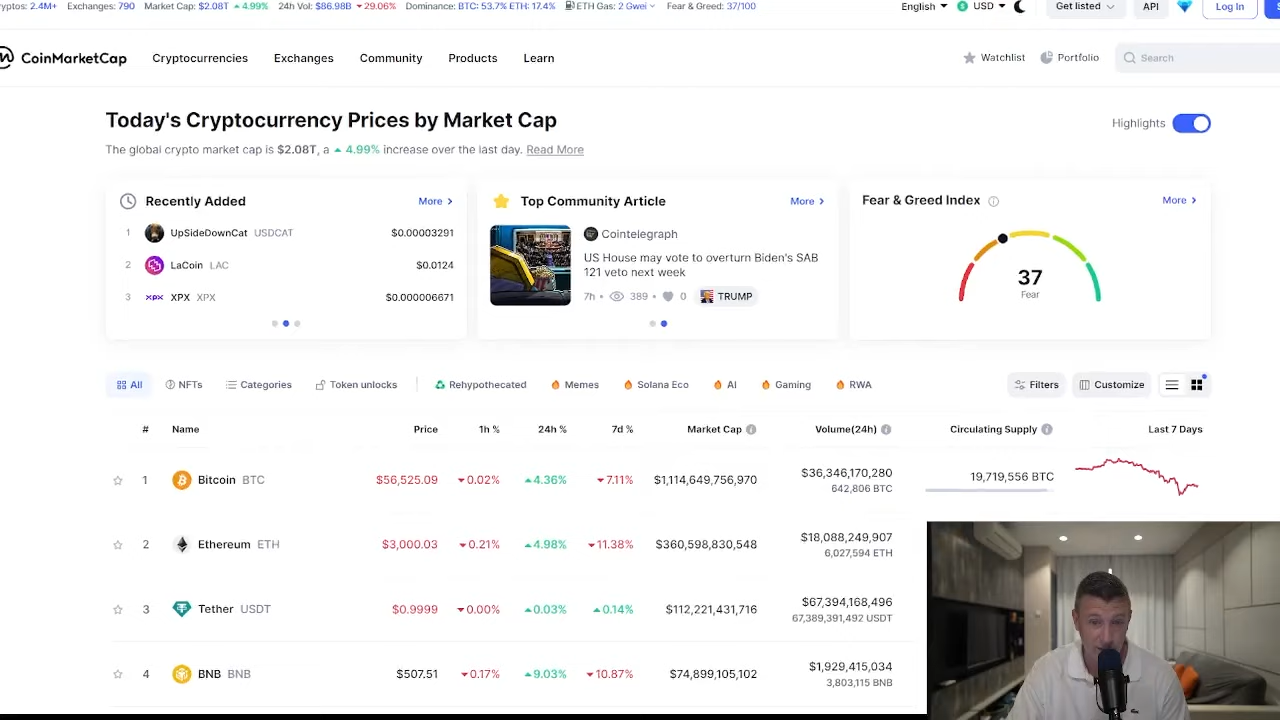 yptos: 2.4M+ Exchanges: 790 Market Cap: $2.08T 4.99% 24h Vol: $86.98B 29.06% Dominance: BTC: 53.7% ETH: 17.4% ETH Gas: 2 Gwei Fear & Greed: 37/100 English USD Get listed API Log In
CoinMarketCap Cryptocurrencies Exchanges Community Products Learn Watchlist Portfolio Search
Today's Cryptocurrency Prices by Market Cap
Highlights
The global crypto market cap is $2.08T, a 4.99% increase over the last day. Read More
Recently Added More
1 UpSideDownCat USDCAT $0.00003291
2 LaCoin LAC $0.0124
3 XPX XPX $0.000006671
Top Community Article More
Cointelegraph
US House may vote to overturn Biden's SAB
121 veto next week
7h • 389 • 0 TRUMP
Fear & Greed Index More
37
Fear
All NFTs Categories Token unlocks Rehypothecated Memes Solana Eco AI Gaming RWA Filters Customize
# Name Price 1h % 24h % 7d % Market Cap Volume(24h) Circulating Supply Last 7 Days
1 Bitcoin BTC $56,525.09 0.02% 4.36% 7.11% $1,114,649,756,970 $36,346,170,280 19,719,556 BTC
642,806 BTC
2 Ethereum ETH $3,000.03 0.21% 4.98% 11.38% $360,598,830,548 $18,088,249,907
6,027,594 ETH
3 Tether USDT $0.9999 0.00% 0.03% 0.14% $112,221,431,716 $67,394,168,496
67,389,391,492 USDT
4 BNB BNB $507.51 0.17% 9.03% 10.87% $74,899,105,102 $1,929,415,034
3,803,115 BNB